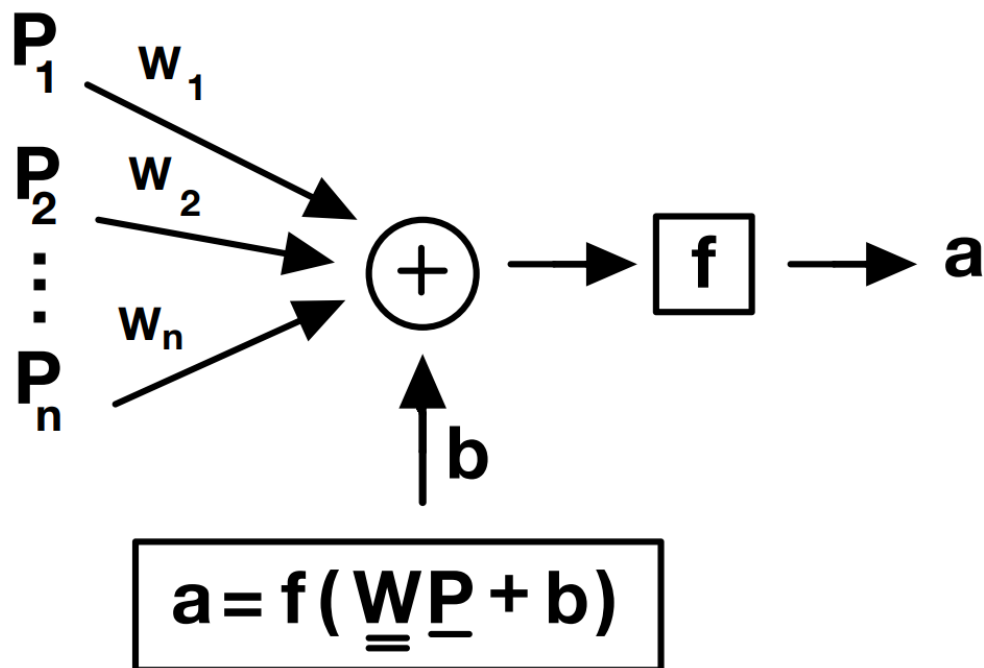 P1 W1
P2 W2
⋮
Pn Wn
+ f a
b
a = f ( W P + b )